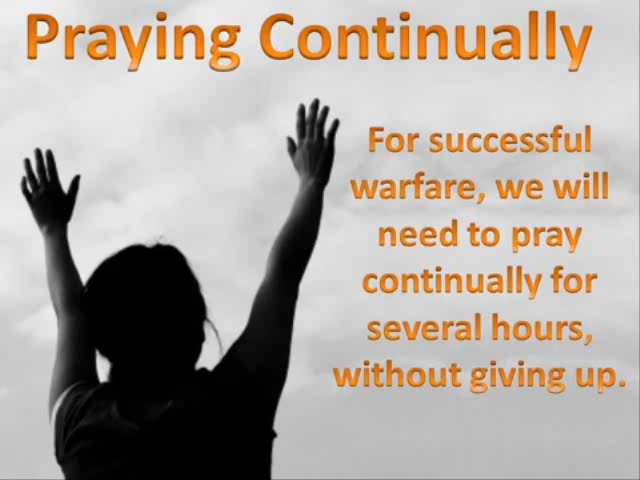 Praying Continually
For successful
warfare, we will
need to pray
continually for
several hours,
without giving up.